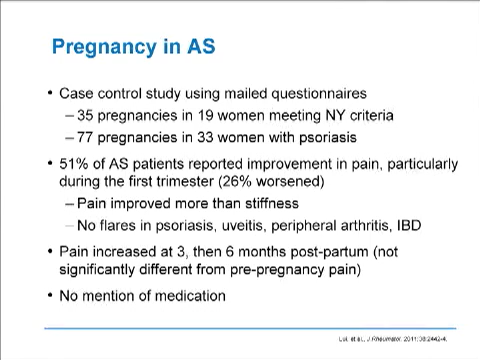 Pregnancy in AS
• Case control study using mailed questionnaires
– 35 pregnancies in 19 women meeting NY criteria
– 77 pregnancies in 33 women with psoriasis
• 51% of AS patients reported improvement in pain, particularly
during the first trimester (26% worsened)
– Pain improved more than stiffness
– No flares in psoriasis, uveitis, peripheral arthritis, IBD
• Pain increased at 3, then 6 months post-partum (not
significantly different from pre-pregnancy pain)
• No mention of medication
Lui, et al., J Rheumatol. 2011;38:2442-4.